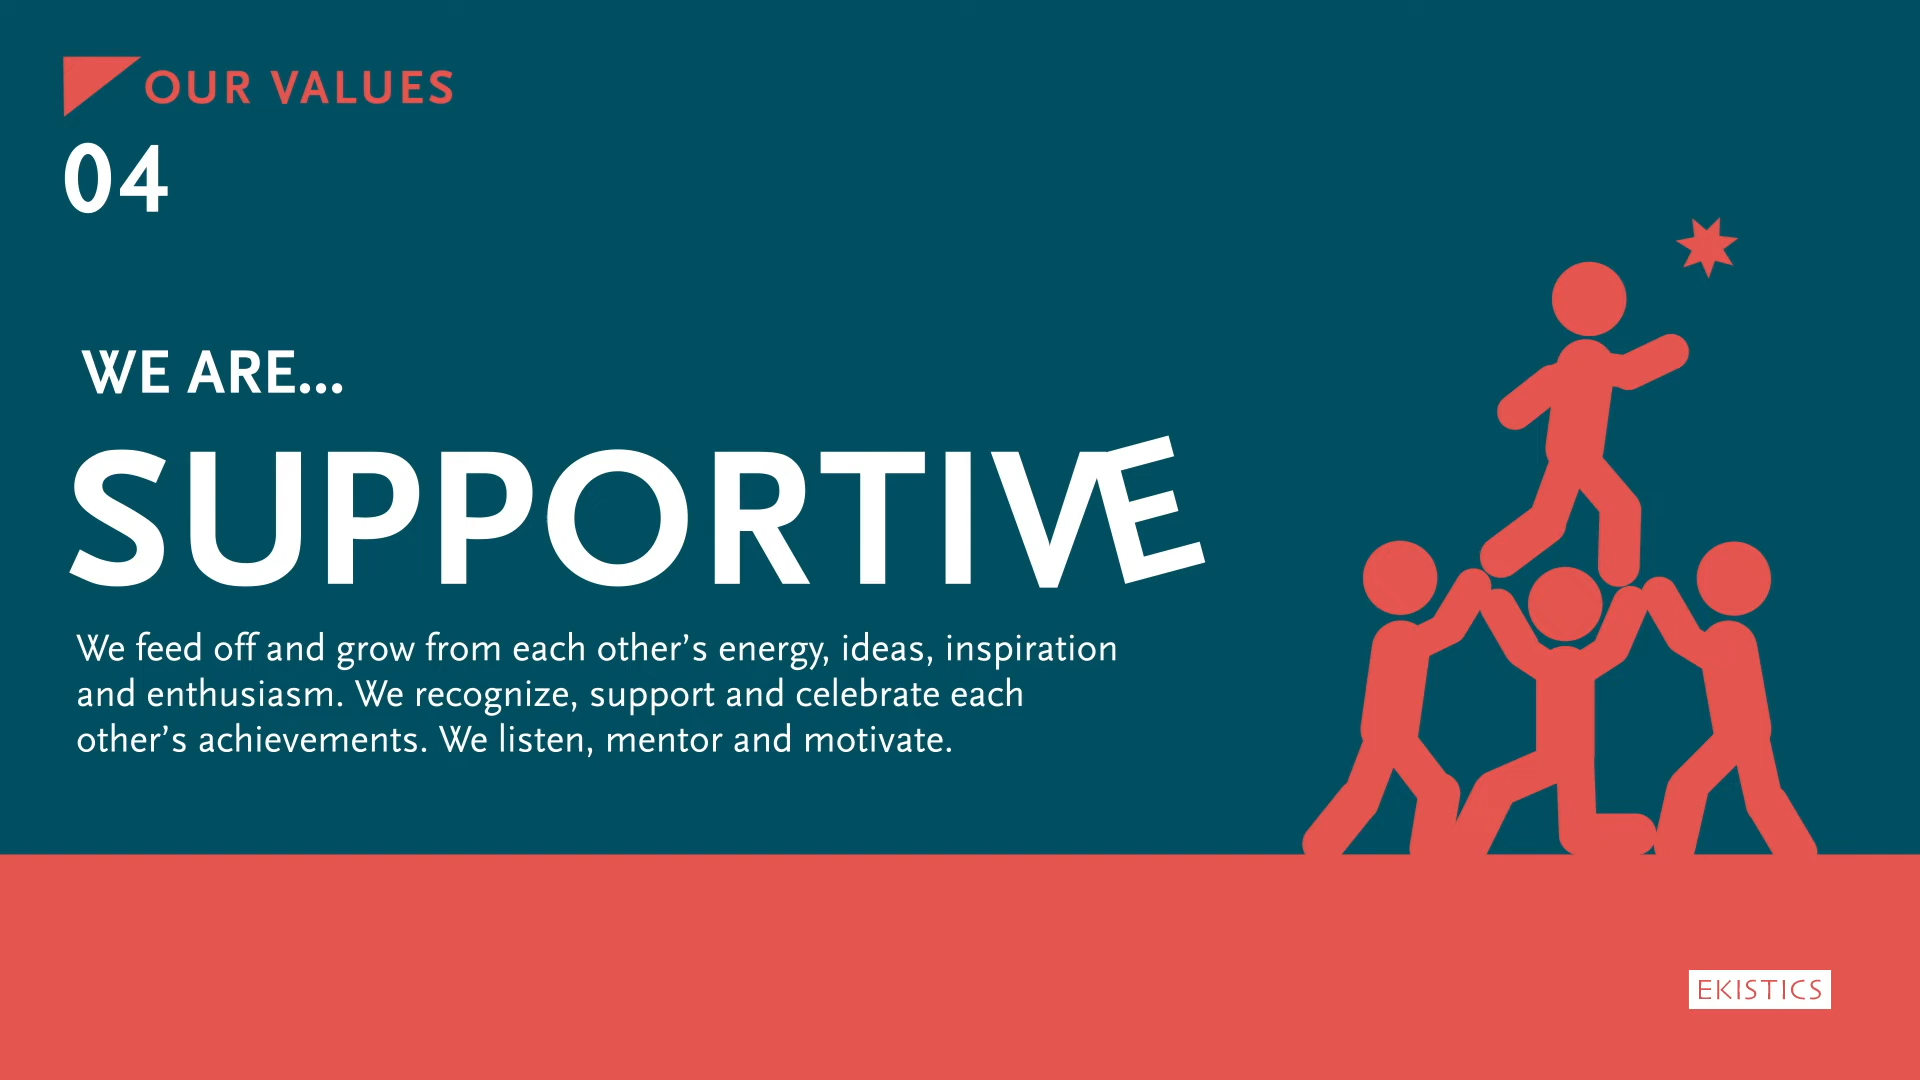 OUR VALUES
04
WE ARE...
SUPPORTIVE
We feed off and grow from each other’s energy, ideas, inspiration
and enthusiasm. We recognize, support and celebrate each
other’s achievements. We listen, mentor and motivate.
EKISTICS